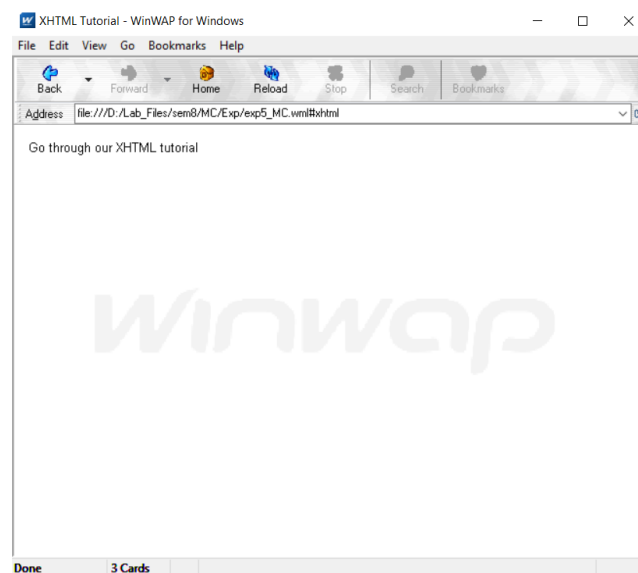 XHTML Tutorial - WinWAP for Windows
File Edit View Go Bookmarks Help
Back Forward Home Reload Stop Search Bookmarks
Address file:///D:/Lab_Files/sem8/MC/Exp/exp5_MC.wml#xhtml
Go through our XHTML tutorial
winwap
Done 3 Cards